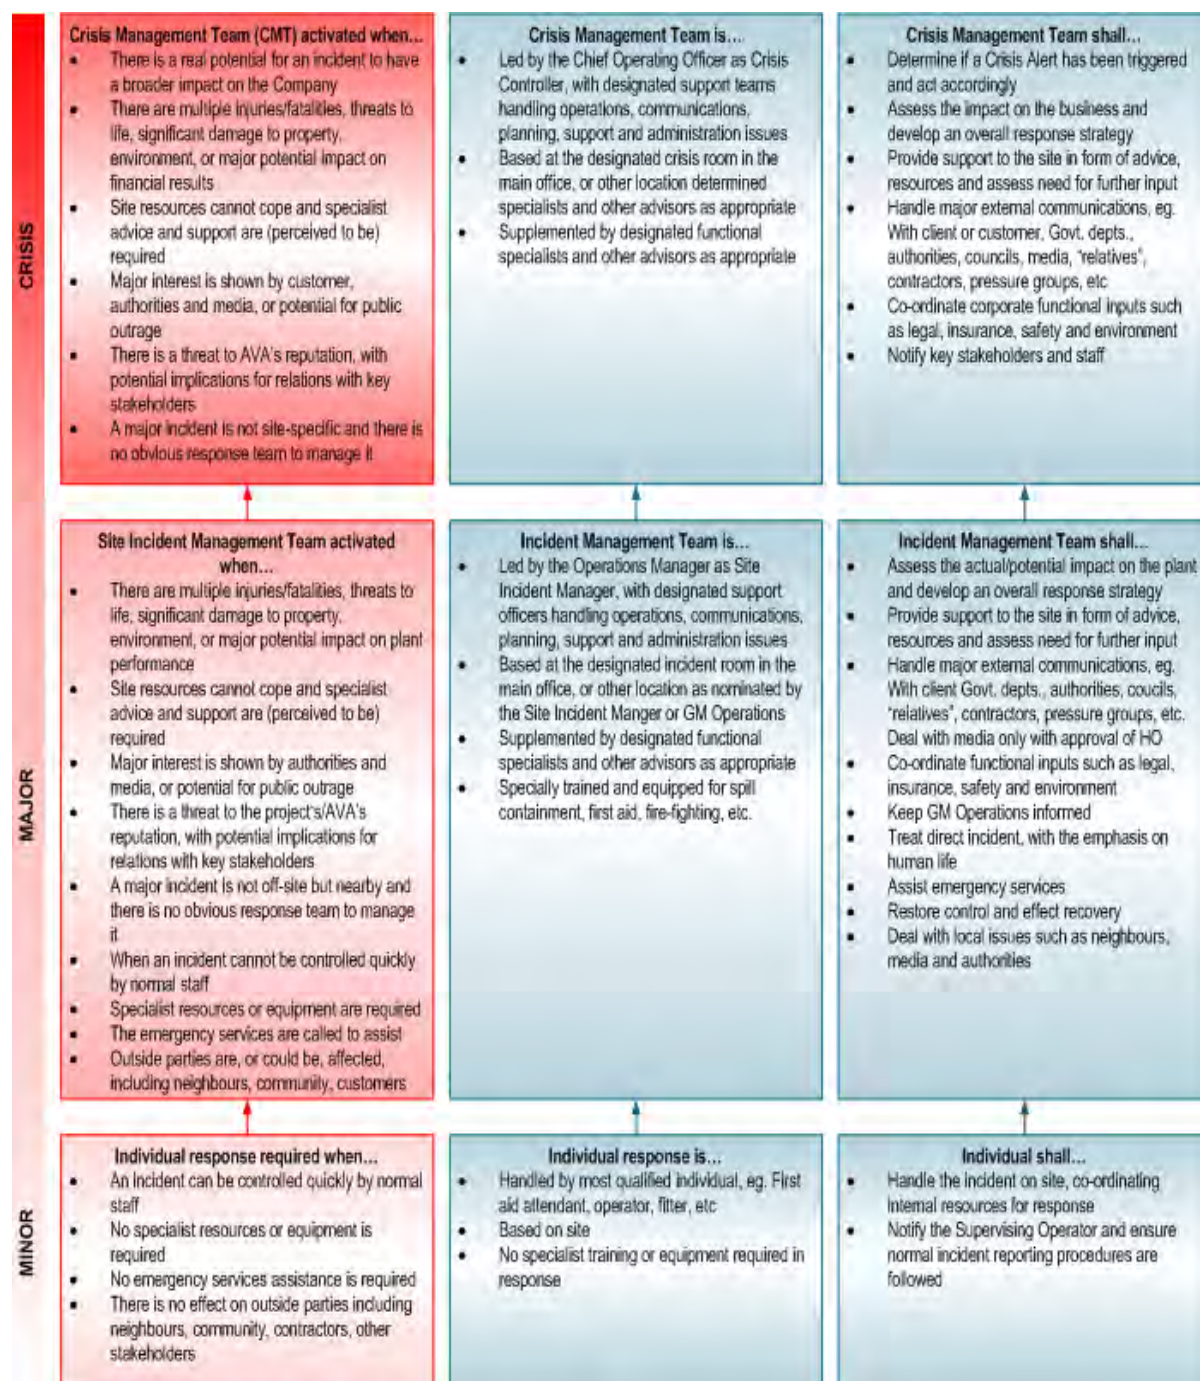 CRISIS
Crisis Management Team (CMT) activated when…
• There is a real potential for an incident to have
a broader impact on the Company
• There are multiple injuries/fatalities, threats to
life, significant damage to property,
environment, or major potential impact on
financial results
• Site resources cannot cope and specialist
advice and support are (perceived to be)
required
• Major interest is shown by customer,
authorities and media, or potential for public
outrage
• There is a threat to AVA's reputation, with
potential implications for relations with key
stakeholders
• A major incident is not site-specific and there is
no obvious response team to manage it
Crisis Management Team is…
• Led by the Chief Operating Officer as Crisis
Controller, with designated support teams
handling operations, communications,
planning, support and administration issues
• Based at the designated crisis room in the
main office, or other location determined
specialists and other advisors as appropriate
• Supplemented by designated functional
specialists and other advisors as appropriate
Crisis Management Team shall…
• Determine if a Crisis Alert has been triggered
and act accordingly
• Assess the impact on the business and
develop an overall response strategy
• Provide support to the site in form of advice,
resources and assess need for further input
• Handle major external communications, eg.
With client or customer, Govt. depts.,
authorities, councils, media, "relatives",
contractors, pressure groups, etc
• Co-ordinate corporate functional inputs such
as legal, insurance, safety and environment
• Notify key stakeholders and staff
MAJOR
Site Incident Management Team activated
when…
• There are multiple injuries/fatalities, threats to
life, significant damage to property,
environment, or major potential impact on plant
performance
• Site resources cannot cope and specialist
advice and support are (perceived to be)
required
• Major interest is shown by authorities and
media, or potential for public outrage
• There is a threat to the project's/AVA's
reputation, with potential implications for
relations with key stakeholders
• A major incident is not off-site but nearby and
there is no obvious response team to manage
it
• When an incident cannot be controlled quickly
by normal staff
• Specialist resources or equipment are required
• The emergency services are called to assist
• Outside parties are, or could be, affected,
including neighbours, community, customers
Incident Management Team is…
• Led by the Operations Manager as Site
Incident Manager, with designated support
officers handling operations, communications,
planning, support and administration issues
• Based at the designated incident room in the
main office, or other location as nominated by
the Site Incident Manger or GM Operations
• Supplemented by designated functional
specialists and other advisors as appropriate
• Specially trained and equipped for spill
containment, first aid, fire-fighting, etc.
Incident Management Team shall…
• Assess the actual/potential impact on the plant
and develop an overall response strategy
• Provide support to the site in form of advice,
resources and assess need for further input
• Handle major external communications, eg.
With client Govt. depts., authorities, coucils,
"relatives", contractors, pressure groups, etc.
Deal with media only with approval of HO
• Co-ordinate functional inputs such as legal,
insurance, safety and environment
• Keep GM Operations informed
• Treat direct incident, with the emphasis on
human life
• Assist emergency services
• Restore control and effect recovery
• Deal with local issues such as neighbours,
media and authorities
MINOR
Individual response required when…
• An Incident can be controlled quickly by normal
staff
• No specialist resources or equipment is
required
• No emergency services assistance is required
• There is no effect on outside parties including
neighbours, community, contractors, other
stakeholders
Individual response is…
• Handled by most qualified individual, eg. First
aid attendant, operator, fitter, etc
• Based on site
• No specialist training or equipment required in
response
Individual shall…
• Handle the incident on site, co-ordinating
Internal resources for response
• Notify the Supervising Operator and ensure
normal incident reporting procedures are
followed